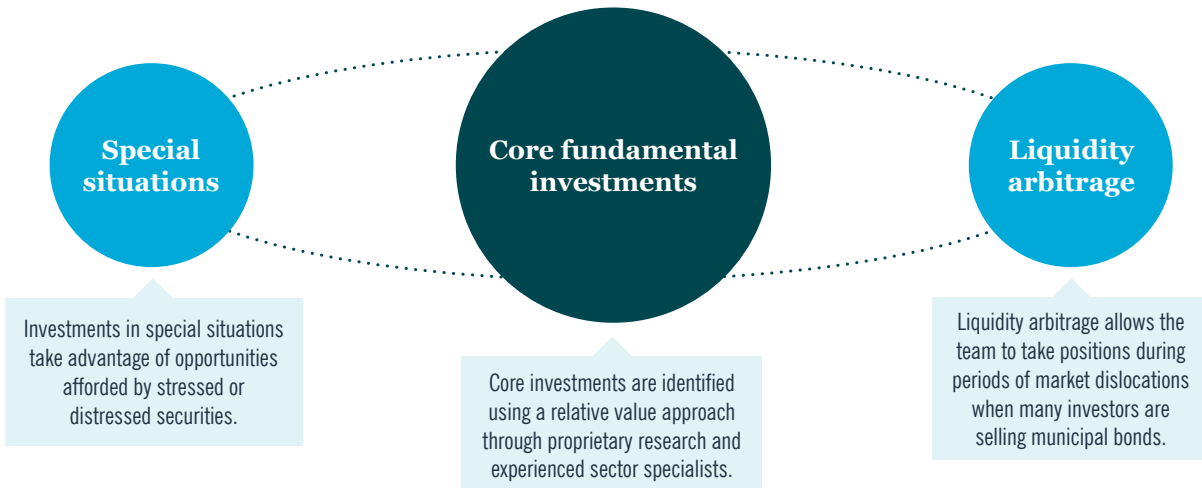 Special
situations
Core fundamental
investments
Liquidity
arbitrage
Investments in special situations
take advantage of opportunities
afforded by stressed or
distressed securities.
Core investments are identified
using a relative value approach
through proprietary research and
experienced sector specialists.
Liquidity arbitrage allows the
team to take positions during
periods of market dislocations
when many investors are
selling municipal bonds.